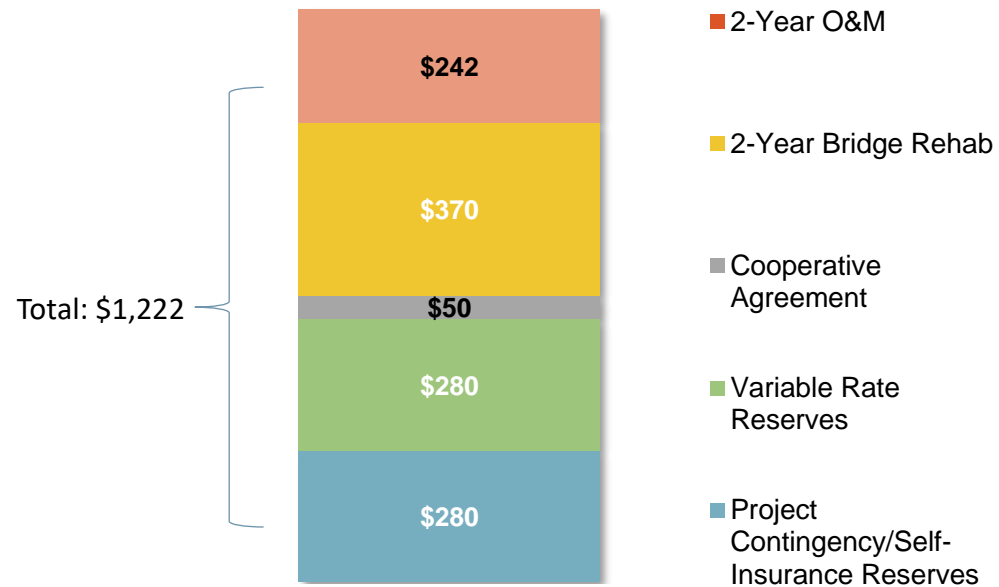 2-Year O&M
$242
2-Year Bridge Rehab
$370
Cooperative
Agreement
Total: $1,222
$50
Variable Rate
Reserves
$280
Project
Contingency/Self-
Insurance Reserves
$280